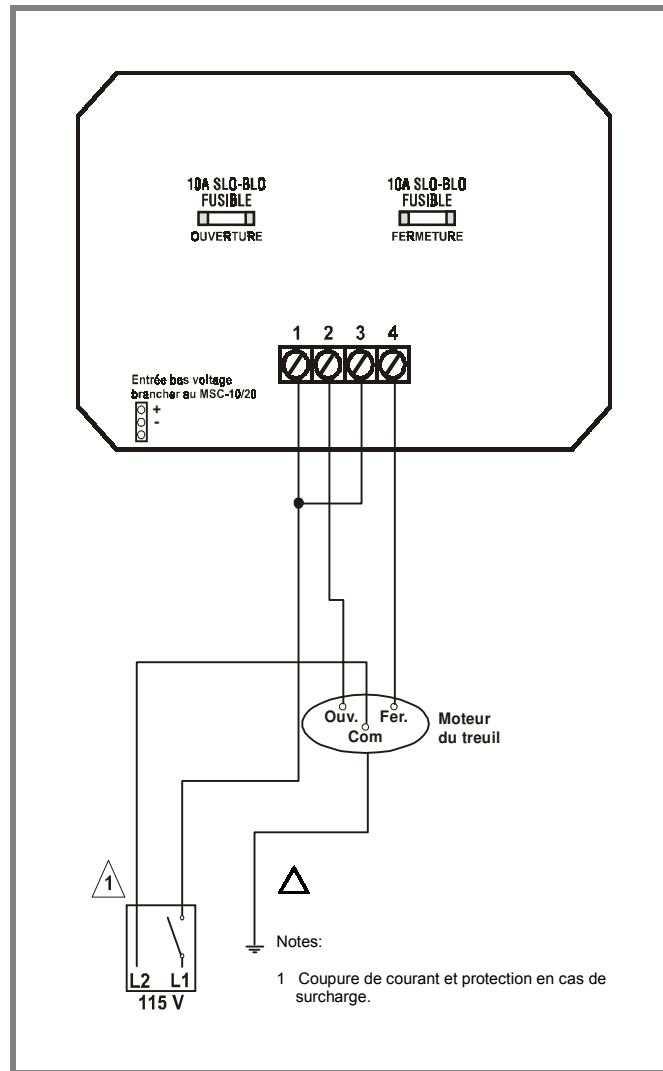 10A SLO-BLO
FUSIBLE
OUVERTURE
10A SLO-BLO
FUSIBLE
FERMETURE
1 2 3 4
Entrée bas voltage
brancher au MSC-10/20
+
-
Ouv. Fer.
Com
Moteur
du treuil
1
L2 L1
115 V
Notes:
1 Coupure de courant et protection en cas de
surcharge.